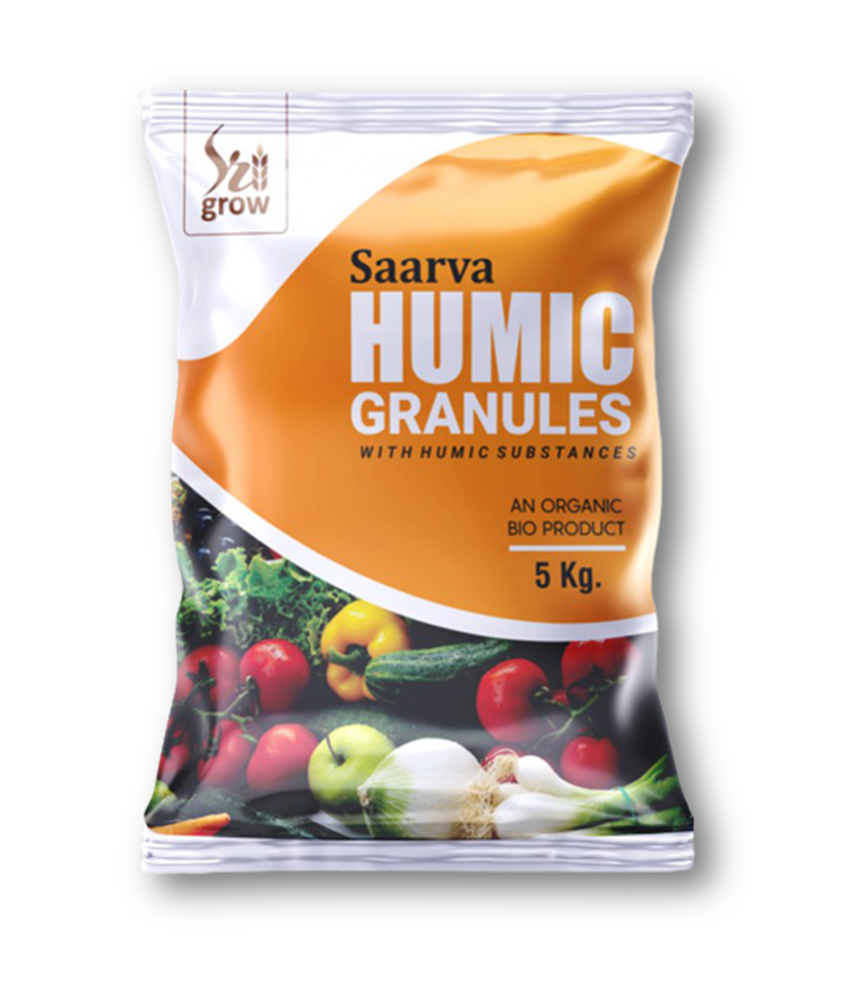 Sri
grow
Saarva
HUMIC
GRANULES
WITH HUMIC SUBSTANCES
AN ORGANIC
BIO PRODUCT
5 Kg.